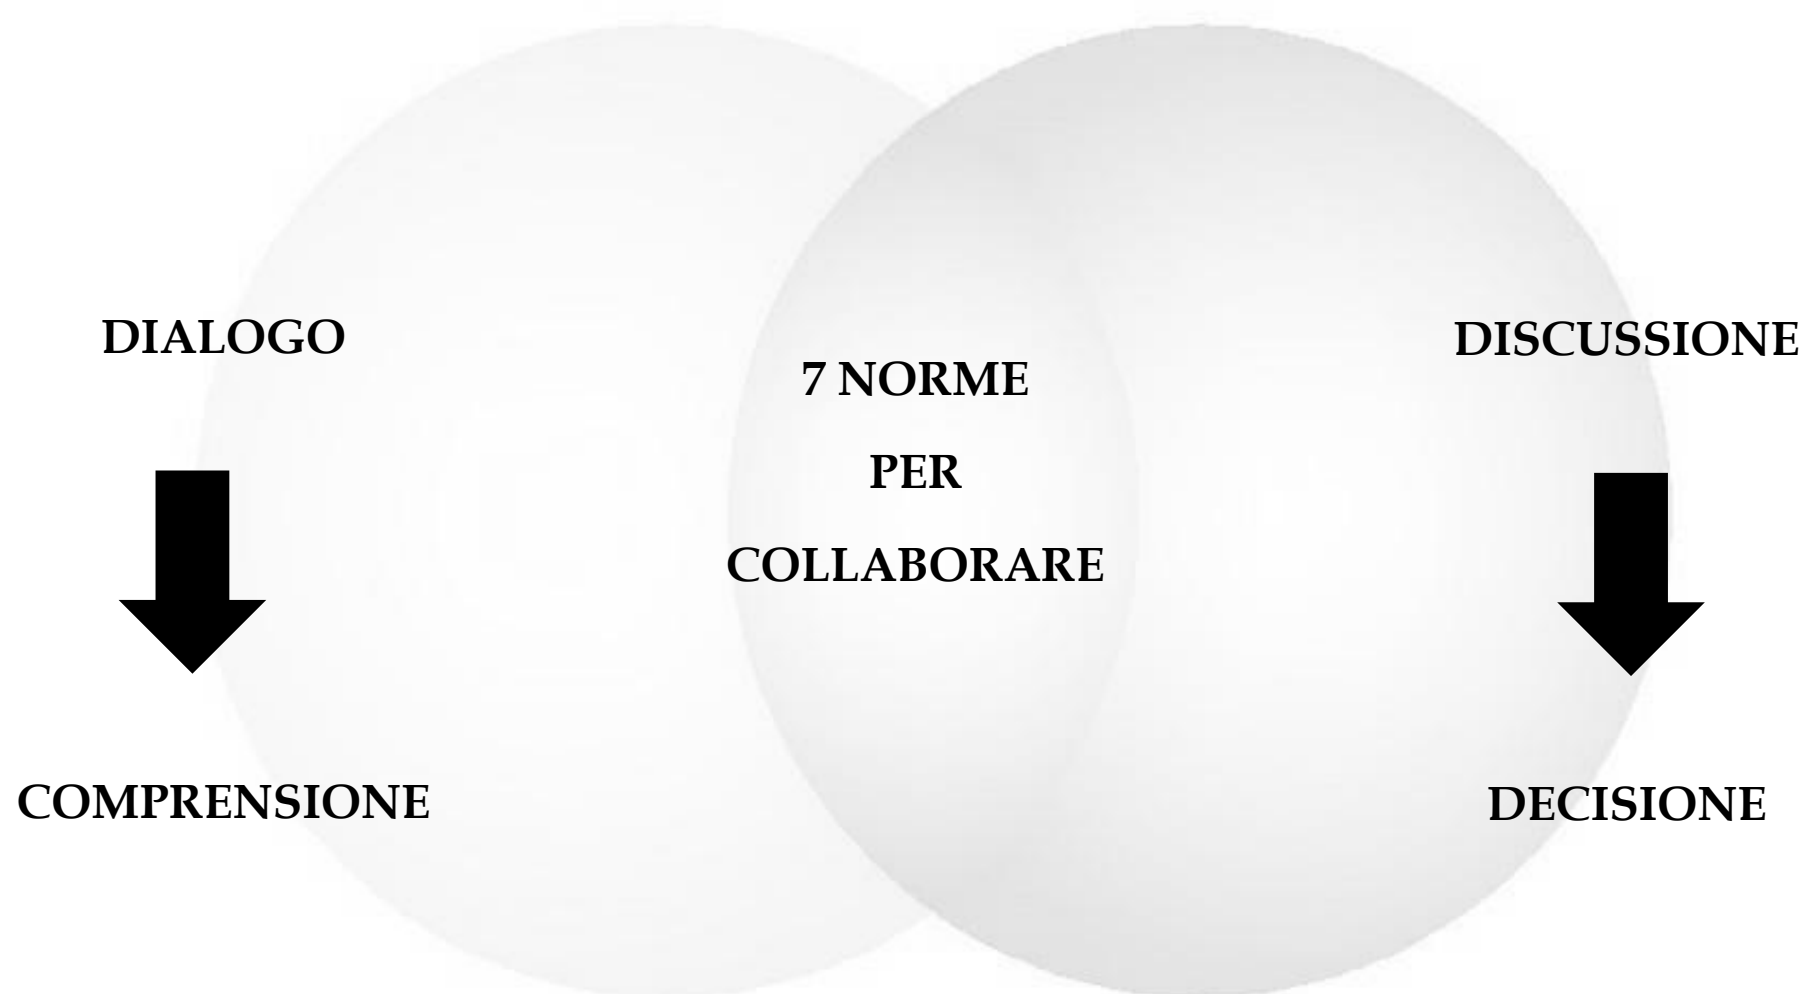 DIALOGO
DISCUSSIONE
7 NORME
PER
COLLABORARE
COMPRENSIONE
DECISIONE